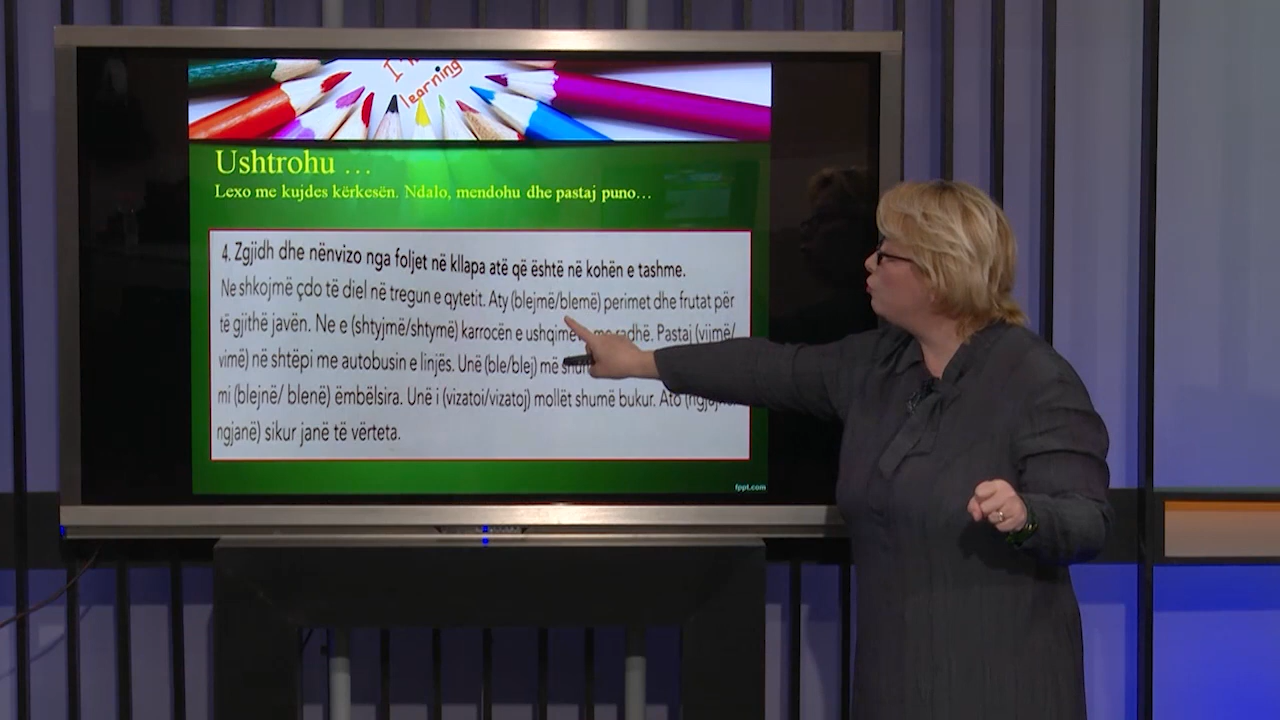 I'm
learning
Ushtrohu …
Lexo me kujdes kërkesën. Ndalo, mendohu dhe pastaj puno…
4. Zgjidh dhe nënvizo nga foljet në kllapa atë që është në kohën e tashme.
Ne shkojmë çdo të diel në tregun e qytetit. Aty (blejmë/blemë) perimet dhe frutat për
të gjithë javën. Ne e (shtyjmë/shtymë) karrocën e radhë. Pastaj (vijmë/
vimë) në shtëpi me autobusin e linjës. Unë (ble/blej) më
mi (blejnë/ blenë) ëmbëlsira. Unë i (vizatoi/vizatoj) mollët shumë bukur. Ato
ngjanë) sikur janë të vërteta.
fppt.com